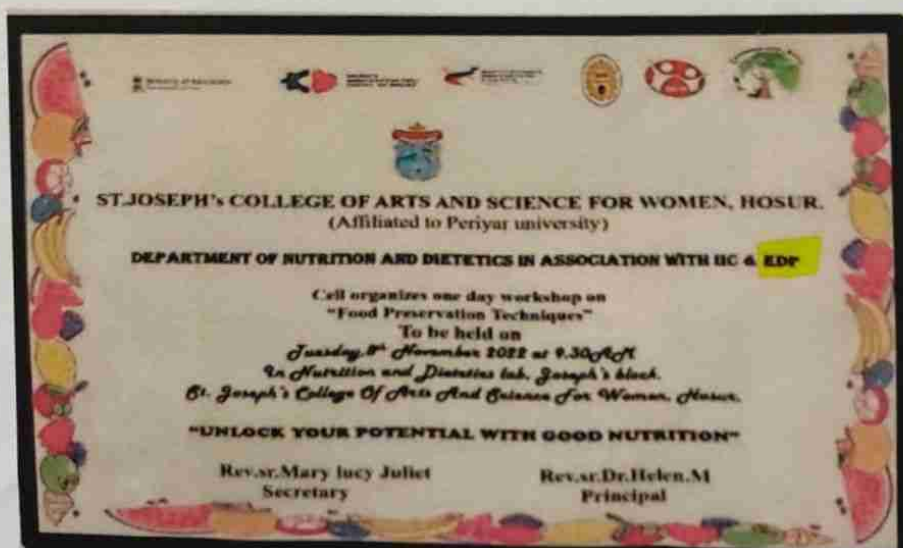 ST.JOSEPH's COLLEGE OF ARTS AND SCIENCE FOR WOMEN, HOSUR.
(Affiliated to Periyar university)
DEPARTMENT OF NUTRITION AND DIETETICS IN ASSOCIATION WITH IIC & EDP
Cell organizes one day workshop on
"Food Preservation Techniques"
To be held on
Tuesday,8th November 2022 at 9.30AM
In Nutrition and Dietetics lab, Joseph's block.
St. Joseph's College Of Arts And Science For Women, Hosur.
"UNLOCK YOUR POTENTIAL WITH GOOD NUTRITION"
Rev.sr.Mary lucy Juliet Rev.sr.Dr.Helen.M
Secretary Principal